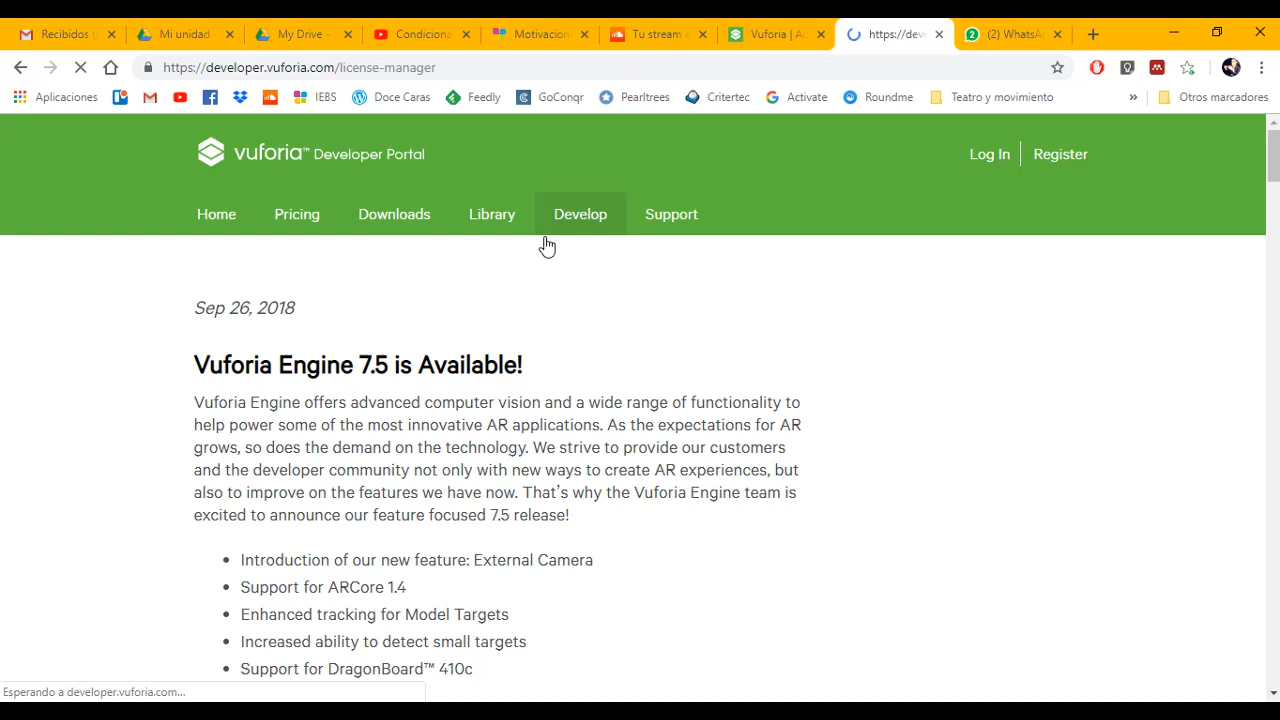 Recibidos
Mi unidad -
My Drive -
Condiciona
Motivacion
Tu stream e
Vuforia | Au
https://dev
(2) WhatsA
https://developer.vuforia.com/license-manager
Aplicaciones
IEBS
Doce Caras
Feedly
GoConqr
Pearltrees
Critertec
Activate
Roundme
Teatro y movimiento
»
Otros marcadores
vuforia™ Developer Portal
Log In
Register
Home
Pricing
Downloads
Library
Develop
Support
Sep 26, 2018
Vuforia Engine 7.5 is Available!
Vuforia Engine offers advanced computer vision and a wide range of functionality to
help power some of the most innovative AR applications. As the expectations for AR
grows, so does the demand on the technology. We strive to provide our customers
and the developer community not only with new ways to create AR experiences, but
also to improve on the features we have now. That's why the Vuforia Engine team is
excited to announce our feature focused 7.5 release!
• Introduction of our new feature: External Camera
• Support for ARCore 1.4
• Enhanced tracking for Model Targets
• Increased ability to detect small targets
• Support for DragonBoard™ 410c
Esperando a developer.vuforia.com...